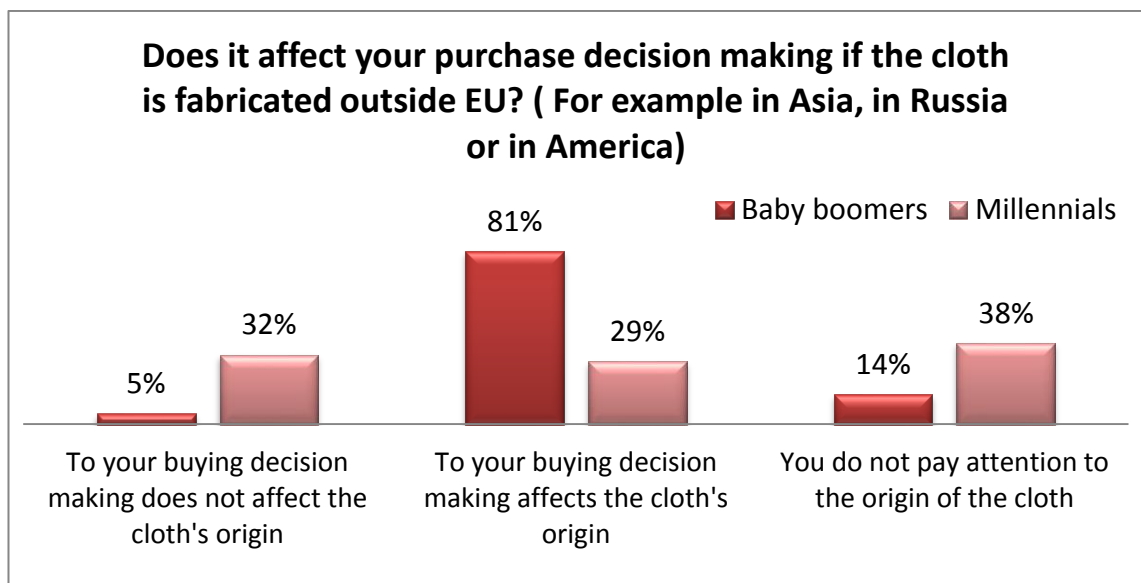 Does it affect your purchase decision making if the cloth
is fabricated outside EU? ( For example in Asia, in Russia
or in America)
Baby boomers Millennials
81%
32%
29%
38%
5%
14%
To your buying decision
making does not affect the
cloth's origin
To your buying decision
making affects the cloth's
origin
You do not pay attention to
the origin of the cloth